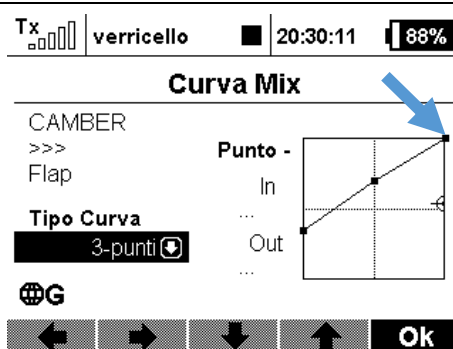 Tx verricello 20:30:11 88%
Curva Mix
CAMBER
>>>
Flap
Punto -
In
...
Out
...
Tipo Curva
3-punti
G
Ok